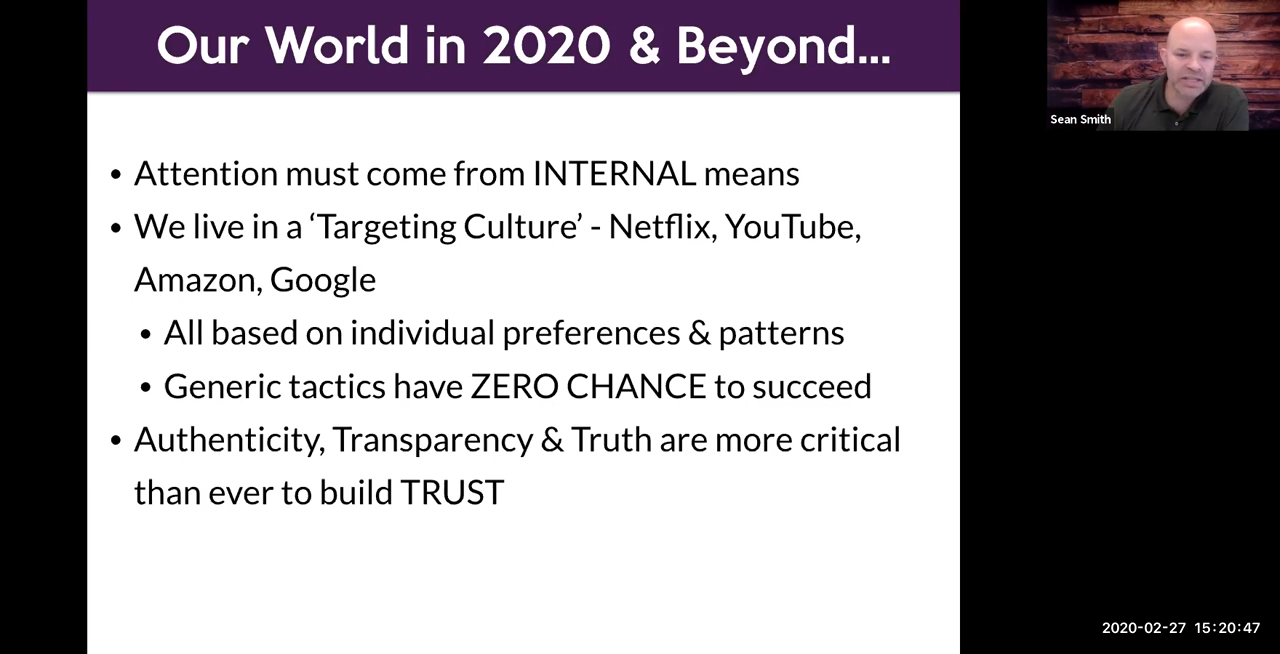 Our World in 2020 & Beyond...
• Attention must come from INTERNAL means
• We live in a ‘Targeting Culture’ - Netflix, YouTube,
Amazon, Google
• All based on individual preferences & patterns
• Generic tactics have ZERO CHANCE to succeed
• Authenticity, Transparency & Truth are more critical
than ever to build TRUST
Sean Smith
2020-02-27 15:20:47